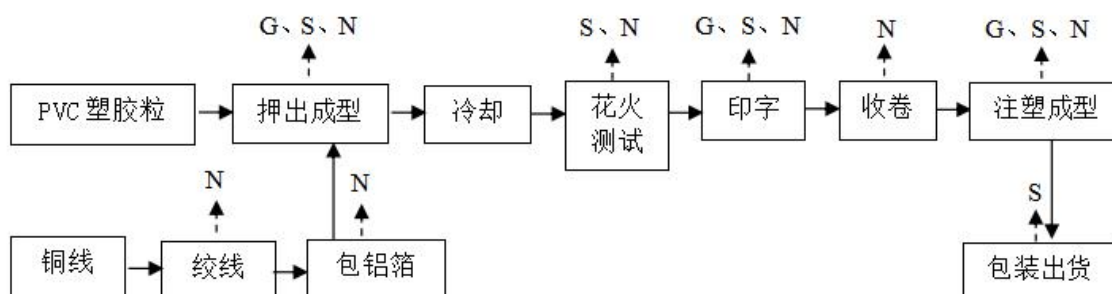 G、S、N
S、N
G、S、N
N
G、S、N
PVC 塑胶粒
押出成型
冷却
花火
测试
印字
收卷
注塑成型
N
N
S
铜线
绞线
包铝箔
包装出货